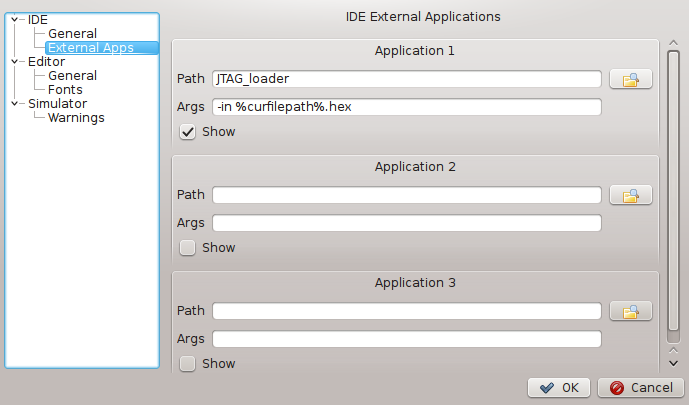 IDE
General
External Apps
Editor
General
Fonts
Simulator
Warnings
IDE External Applications
Application 1
Path JTAG_loader
Args -in %curfilepath%.hex
Show
Application 2
Path
Args
Show
Application 3
Path
Args
Show
OK Cancel